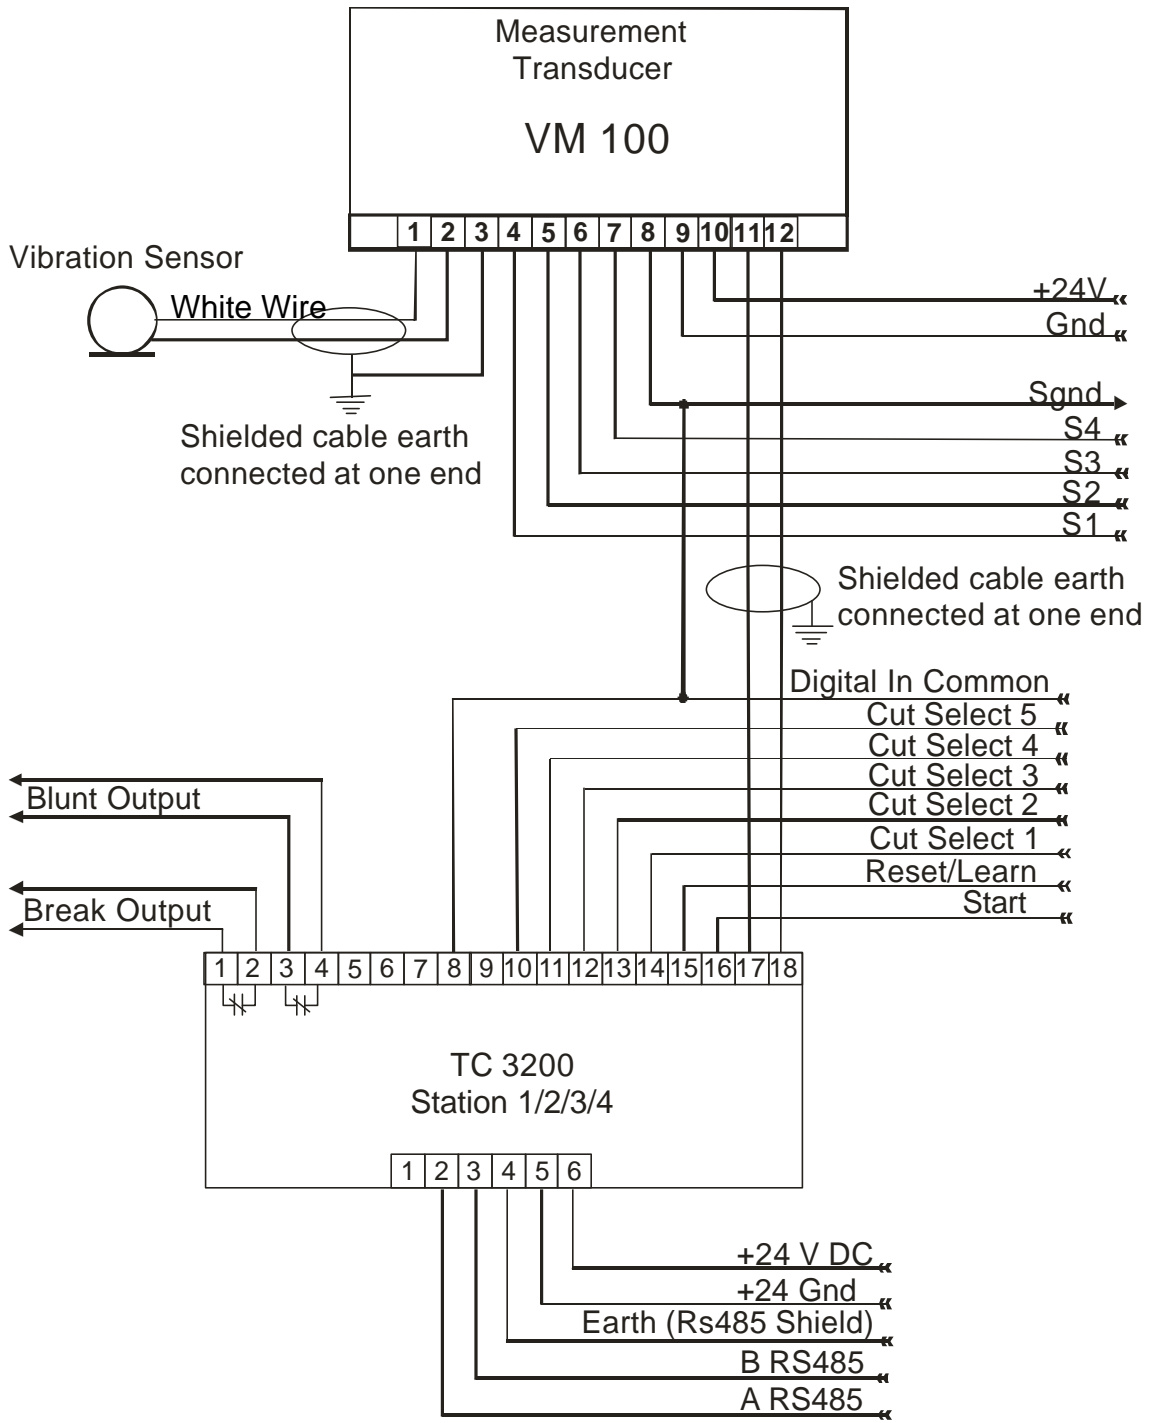 Measurement
Transducer
VM 100
1 2 3 4 5 6 7 8 9 10 11 12
Vibration Sensor
White Wire
+24V
Gnd
Sgnd
S4
S3
S2
S1
Shielded cable earth
connected at one end
Shielded cable earth
connected at one end
Digital In Common
Cut Select 5
Cut Select 4
Cut Select 3
Cut Select 2
Cut Select 1
Reset/Learn
Start
Blunt Output
Break Output
1 2 3 4 5 6 7 8 9 10 11 12 13 14 15 16 17 18
TC 3200
Station 1/2/3/4
1 2 3 4 5 6
+24 V DC
+24 Gnd
Earth (Rs485 Shield)
B RS485
A RS485